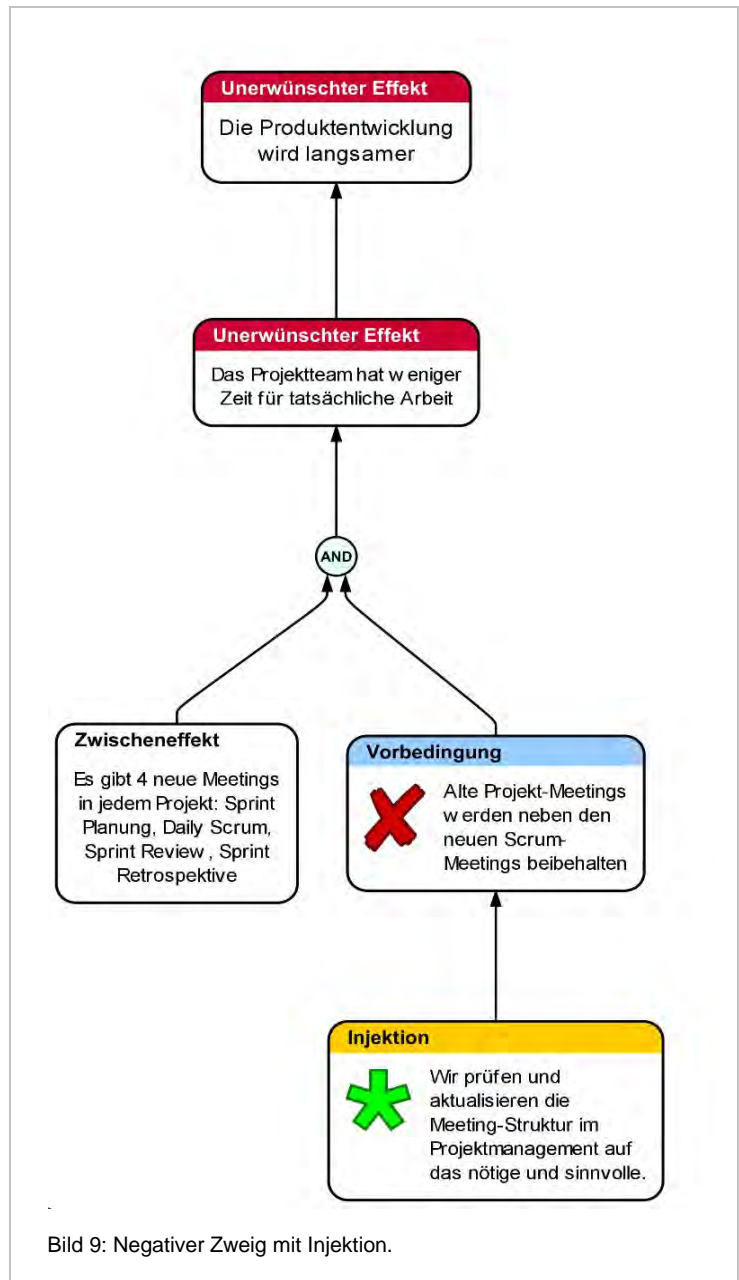 Unerwünschter Effekt
Die Produktentwicklung
wird langsamer
Unerwünschter Effekt
Das Projektteam hat weniger
Zeit für tatsächliche Arbeit
AND
Zwischeneffekt
Es gibt 4 neue Meetings
in jedem Projekt: Sprint
Planung, Daily Scrum,
Sprint Review , Sprint
Retrospektive
Vorbedingung
Alte Projekt-Meetings
werden neben den
neuen Scrum-
Meetings beibehalten
Injektion
Wir prüfen und
aktualisieren die
Meeting-Struktur im
Projektmanagement auf
das nötige und sinnvolle.
Bild 9: Negativer Zweig mit Injektion.